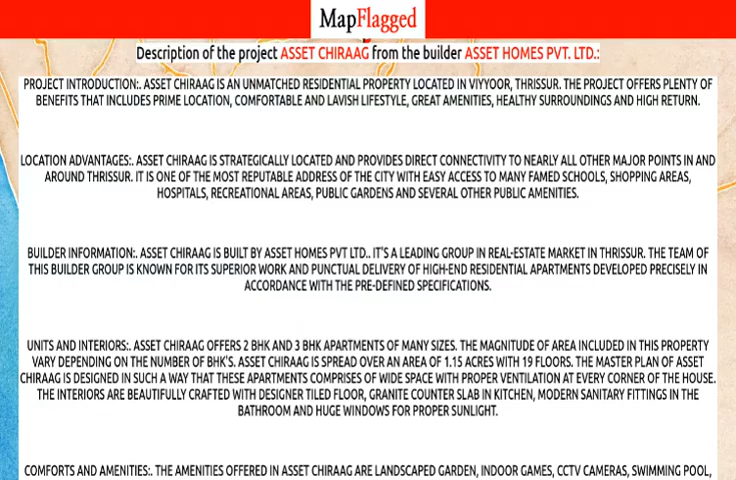 MapFlagged
Description of the project ASSET CHIRAAG from the builder ASSET HOMES PVT. LTD.:
PROJECT INTRODUCTION:. ASSET CHIRAAG IS AN UNMATCHED RESIDENTIAL PROPERTY LOCATED IN VIYYOOR, THRISSUR. THE PROJECT OFFERS PLENTY OF
BENEFITS THAT INCLUDES PRIME LOCATION, COMFORTABLE AND LAVISH LIFESTYLE, GREAT AMENITIES, HEALTHY SURROUNDINGS AND HIGH RETURN.
LOCATION ADVANTAGES:. ASSET CHIRAAG IS STRATEGICALLY LOCATED AND PROVIDES DIRECT CONNECTIVITY TO NEARLY ALL OTHER MAJOR POINTS IN AND
AROUND THRISSUR. IT IS ONE OF THE MOST REPUTABLE ADDRESS OF THE CITY WITH EASY ACCESS TO MANY FAMED SCHOOLS, SHOPPING AREAS,
HOSPITALS, RECREATIONAL AREAS, PUBLIC GARDENS AND SEVERAL OTHER PUBLIC AMENITIES.
BUILDER INFORMATION:. ASSET CHIRAAG IS BUILT BY ASSET HOMES PVT LTD.. IT'S A LEADING GROUP IN REAL-ESTATE MARKET IN THRISSUR. THE TEAM OF
THIS BUILDER GROUP IS KNOWN FOR ITS SUPERIOR WORK AND PUNCTUAL DELIVERY OF HIGH-END RESIDENTIAL APARTMENTS DEVELOPED PRECISELY IN
ACCORDANCE WITH THE PRE-DEFINED SPECIFICATIONS.
UNITS AND INTERIORS:. ASSET CHIRAAG OFFERS 2 BHK AND 3 BHK APARTMENTS OF MANY SIZES. THE MAGNITUDE OF AREA INCLUDED IN THIS PROPERTY
VARY DEPENDING ON THE NUMBER OF BHK'S. ASSET CHIRAAG IS SPREAD OVER AN AREA OF 1.15 ACRES WITH 19 FLOORS. THE MASTER PLAN OF ASSET
CHIRAAG IS DESIGNED IN SUCH A WAY THAT THESE APARTMENTS COMPRISES OF WIDE SPACE WITH PROPER VENTILATION AT EVERY CORNER OF THE HOUSE.
THE INTERIORS ARE BEAUTIFULLY CRAFTED WITH DESIGNER TILED FLOOR, GRANITE COUNTER SLAB IN KITCHEN, MODERN SANITARY FITTINGS IN THE
BATHROOM AND HUGE WINDOWS FOR PROPER SUNLIGHT.
COMFORTS AND AMENITIES:. THE AMENITIES OFFERED IN ASSET CHIRAAG ARE LANDSCAPED GARDEN, INDOOR GAMES, CCTV CAMERAS, SWIMMING POOL,